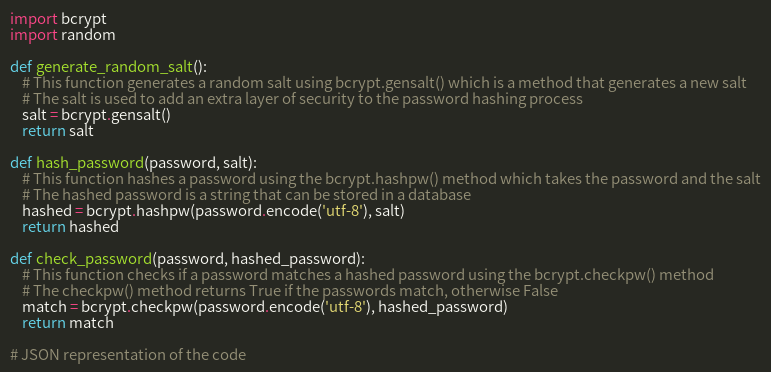 import bcrypt
import random

def generate_random_salt():
    # This function generates a random salt using bcrypt.gensalt() which is a method that generates a new salt
    # The salt is used to add an extra layer of security to the password hashing process
    salt = bcrypt.gensalt()
    return salt

def hash_password(password, salt):
    # This function hashes a password using the bcrypt.hashpw() method which takes the password and the salt
    # The hashed password is a string that can be stored in a database
    hashed = bcrypt.hashpw(password.encode('utf-8'), salt)
    return hashed

def check_password(password, hashed_password):
    # This function checks if a password matches a hashed password using the bcrypt.checkpw() method
    # The checkpw() method returns True if the passwords match, otherwise False
    match = bcrypt.checkpw(password.encode('utf-8'), hashed_password)
    return match

# JSON representation of the code